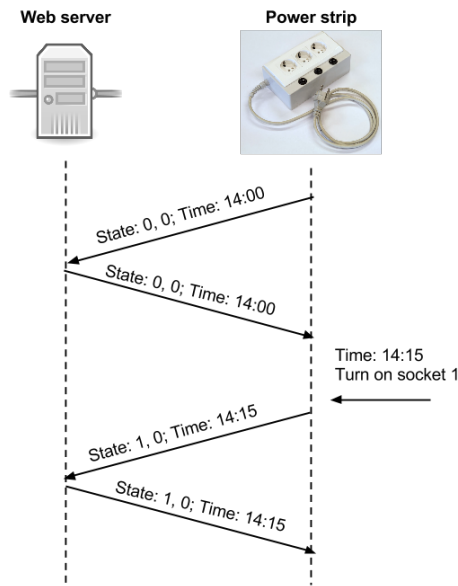 Web server
Power strip
State: 0, 0; Time: 14:00
State: 0, 0; Time: 14:00
Time: 14:15
Turn on socket 1
State: 1, 0; Time: 14:15
State: 1, 0; Time: 14:15